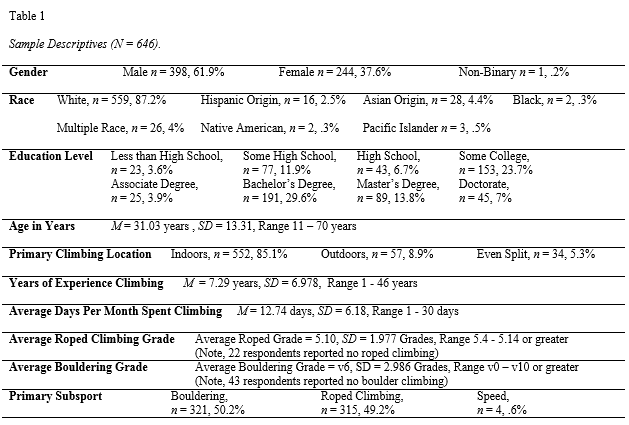 Table 1
Sample Descriptives (N = 646).
Gender Male n = 398, 61.9% Female n = 244, 37.6% Non-Binary n = 1, .2%
Race White, n = 559, 87.2% Hispanic Origin, n = 16, 2.5% Asian Origin, n = 28, 4.4% Black, n = 2, .3%
Multiple Race, n = 26, 4% Native American, n = 2, .3% Pacific Islander n = 3, .5%
Education Level Less than High School, Some High School, High School, Some College,
n = 23, 3.6% n = 77, 11.9% n = 43, 6.7% n = 153, 23.7%
Associate Degree, Bachelor's Degree, Master's Degree, Doctorate,
n = 25, 3.9% n = 191, 29.6% n = 89, 13.8% n = 45, 7%
Age in Years M = 31.03 years , SD = 13.31, Range 11 – 70 years
Primary Climbing Location Indoors, n = 552, 85.1% Outdoors, n = 57, 8.9% Even Split, n = 34, 5.3%
Years of Experience Climbing M = 7.29 years, SD = 6.978, Range 1 - 46 years
Average Days Per Month Spent Climbing M = 12.74 days, SD = 6.18, Range 1 - 30 days
Average Roped Climbing Grade Average Roped Grade = 5.10, SD = 1.977 Grades, Range 5.4 - 5.14 or greater
(Note, 22 respondents reported no roped climbing)
Average Bouldering Grade Average Bouldering Grade = v6, SD = 2.986 Grades, Range v0 – v10 or greater
(Note, 43 respondents reported no boulder climbing)
Primary Subsport Bouldering, Roped Climbing, Speed,
n = 321, 50.2% n = 315, 49.2% n = 4, .6%